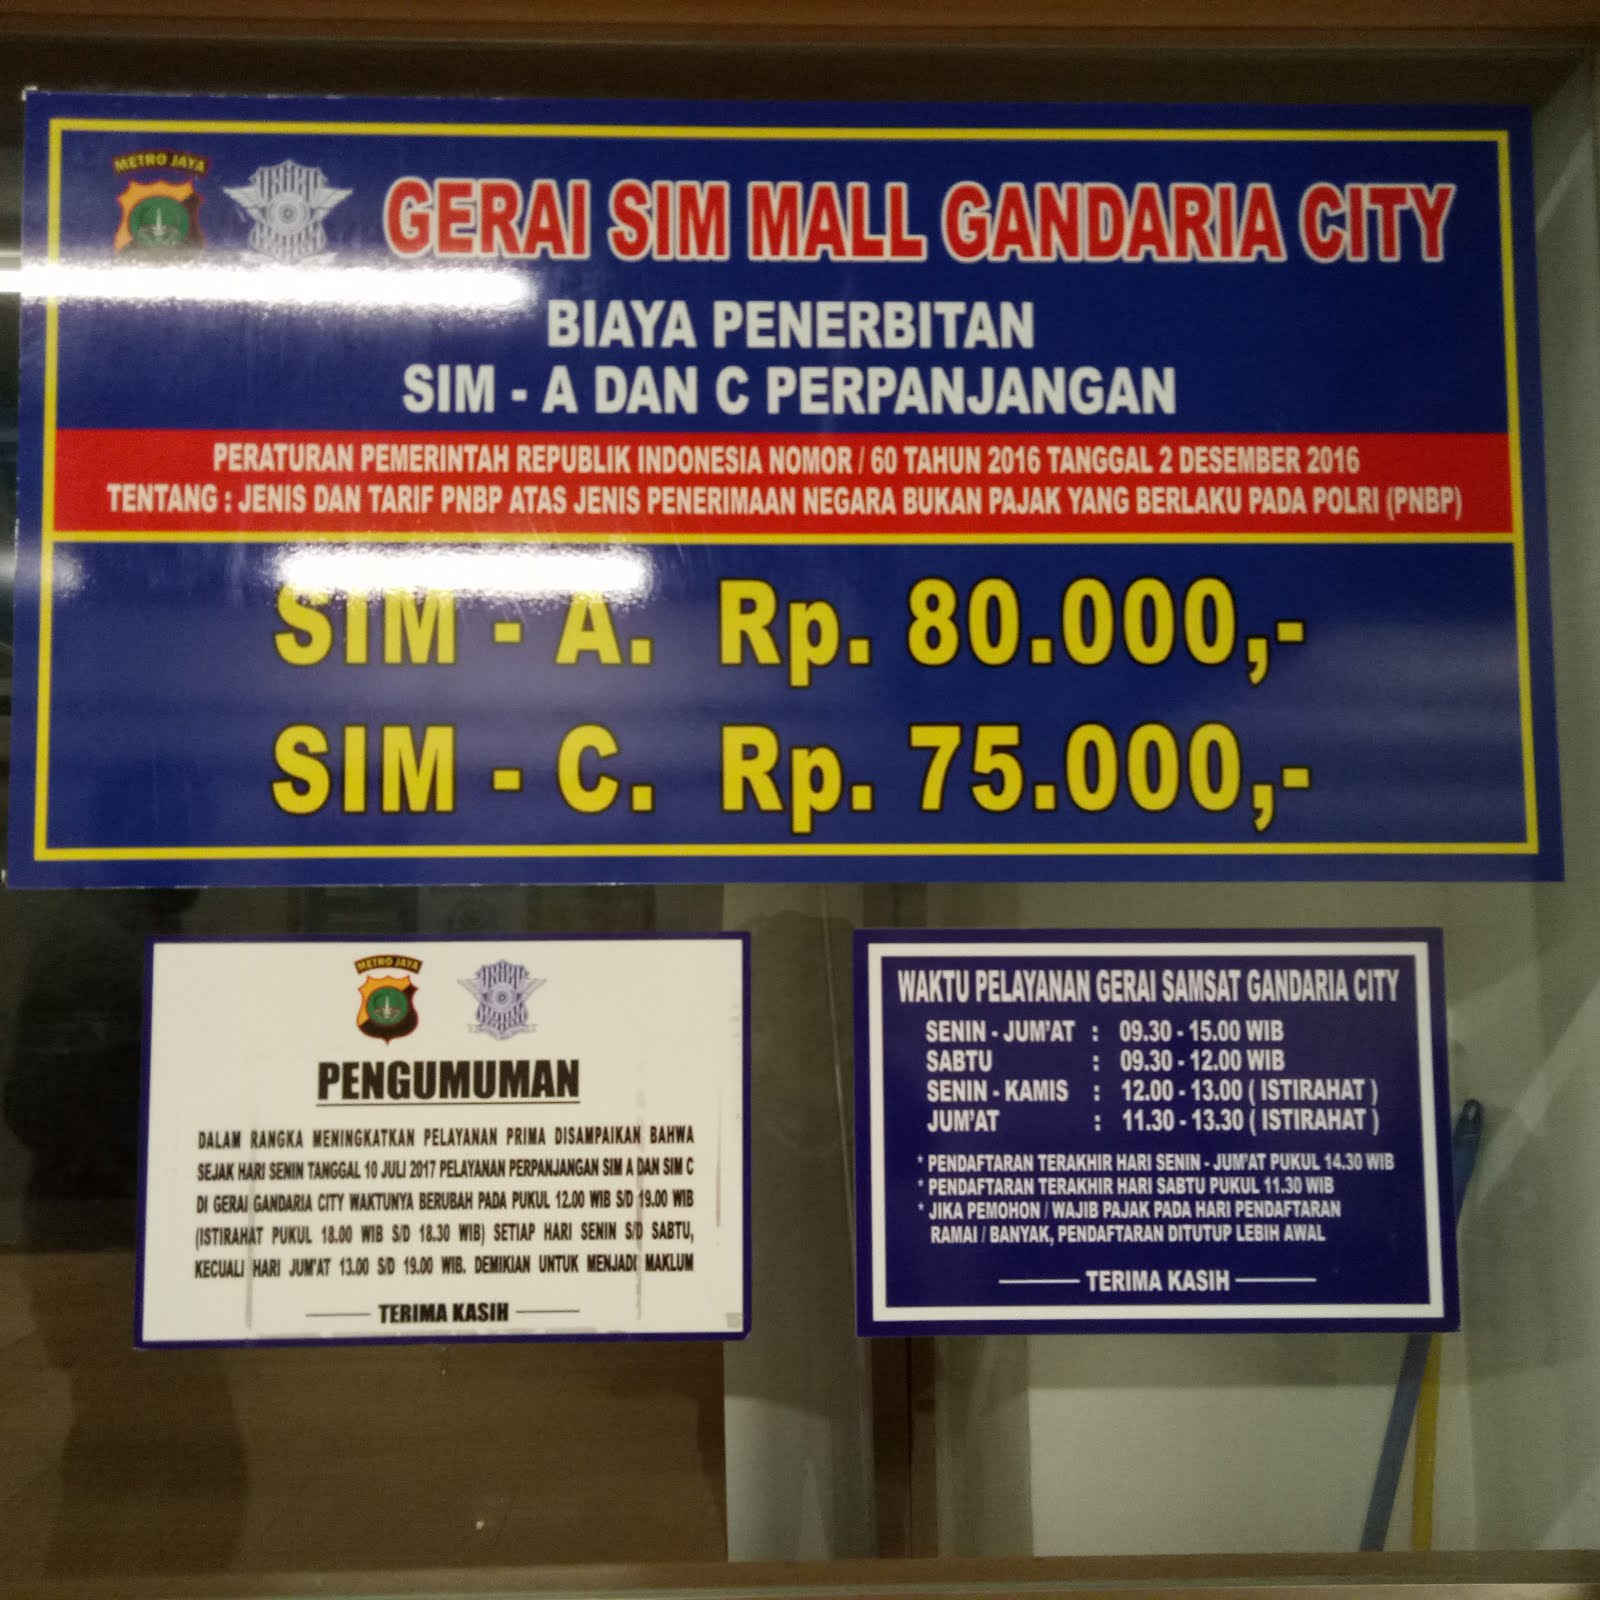 METRO JAYA
GERAI SIM MALL GANDARIA CITY
BIAYA PENERBITAN
SIM - A DAN C PERPANJANGAN
PERATURAN PEMERINTAH REPUBLIK INDONESIA NOMOR / 60 TAHUN 2016 TANGGAL 2 DESEMBER 2016
TENTANG : JENIS DAN TARIF PNBP ATAS JENIS PENERIMAAN NEGARA BUKAN PAJAK YANG BERLAKU PADA POLRI (PNBP)
SIM - A. Rp. 80.000,-
SIM - C. Rp. 75.000,-
METRO JAYA
PENGUMUMAN
DALAM RANGKA MENINGKATKAN PELAYANAN PRIMA DISAMPAIKAN BAHWA
SEJAK HARI SENIN TANGGAL 10 JULI 2017 PELAYANAN PERPANJANGAN SIM A DAN SIM C
DI GERAI GANDARIA CITY WAKTUNYA BERUBAH PADA PUKUL 12.00 WIB S/D 19.00 WIB
(ISTIRAHAT PUKUL 18.00 WIB S/D 18.30 WIB) SETIAP HARI SENIN S/D SABTU,
KECUALI HARI JUM'AT 13.00 S/D 19.00 WIB. DEMIKIAN UNTUK MENJADI MAKLUM
TERIMA KASIH
WAKTU PELAYANAN GERAI SAMSAT GANDARIA CITY
SENIN - JUM'AT : 09.30 - 15.00 WIB
SABTU : 09.30 - 12.00 WIB
SENIN - KAMIS : 12.00 - 13.00 ( ISTIRAHAT )
JUM'AT : 11.30 - 13.30 ( ISTIRAHAT )
* PENDAFTARAN TERAKHIR HARI SENIN - JUM'AT PUKUL 14.30 WIB
* PENDAFTARAN TERAKHIR HARI SABTU PUKUL 11.30 WIB
* JIKA PEMOHON / WAJIB PAJAK PADA HARI PENDAFTARAN
RAMAI / BANYAK, PENDAFTARAN DITUTUP LEBIH AWAL
TERIMA KASIH